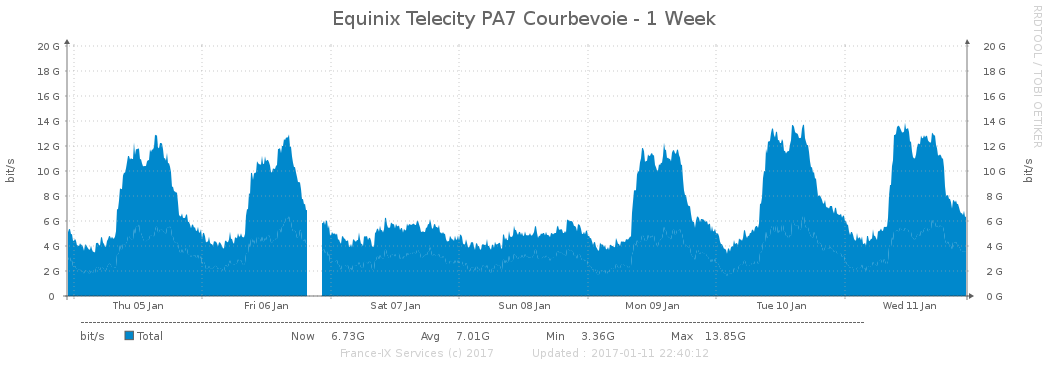 Equinix Telecity PA7 Courbevoie - 1 Week
RRDTOOL / TOBI OETIKER
bit/s
20 G 20 G
18 G 18 G
16 G 16 G
14 G 14 G
12 G 12 G
10 G 10 G
8 G 8 G
6 G 6 G
4 G 4 G
2 G 2 G
0 0 G
bit/s
Thu 05 Jan Fri 06 Jan Sat 07 Jan Sun 08 Jan Mon 09 Jan Tue 10 Jan Wed 11 Jan
bit/s Total Now 6.73G Avg 7.01G Min 3.36G Max 13.85G
France-IX Services (c) 2017 Updated : 2017-01-11 22:40:12